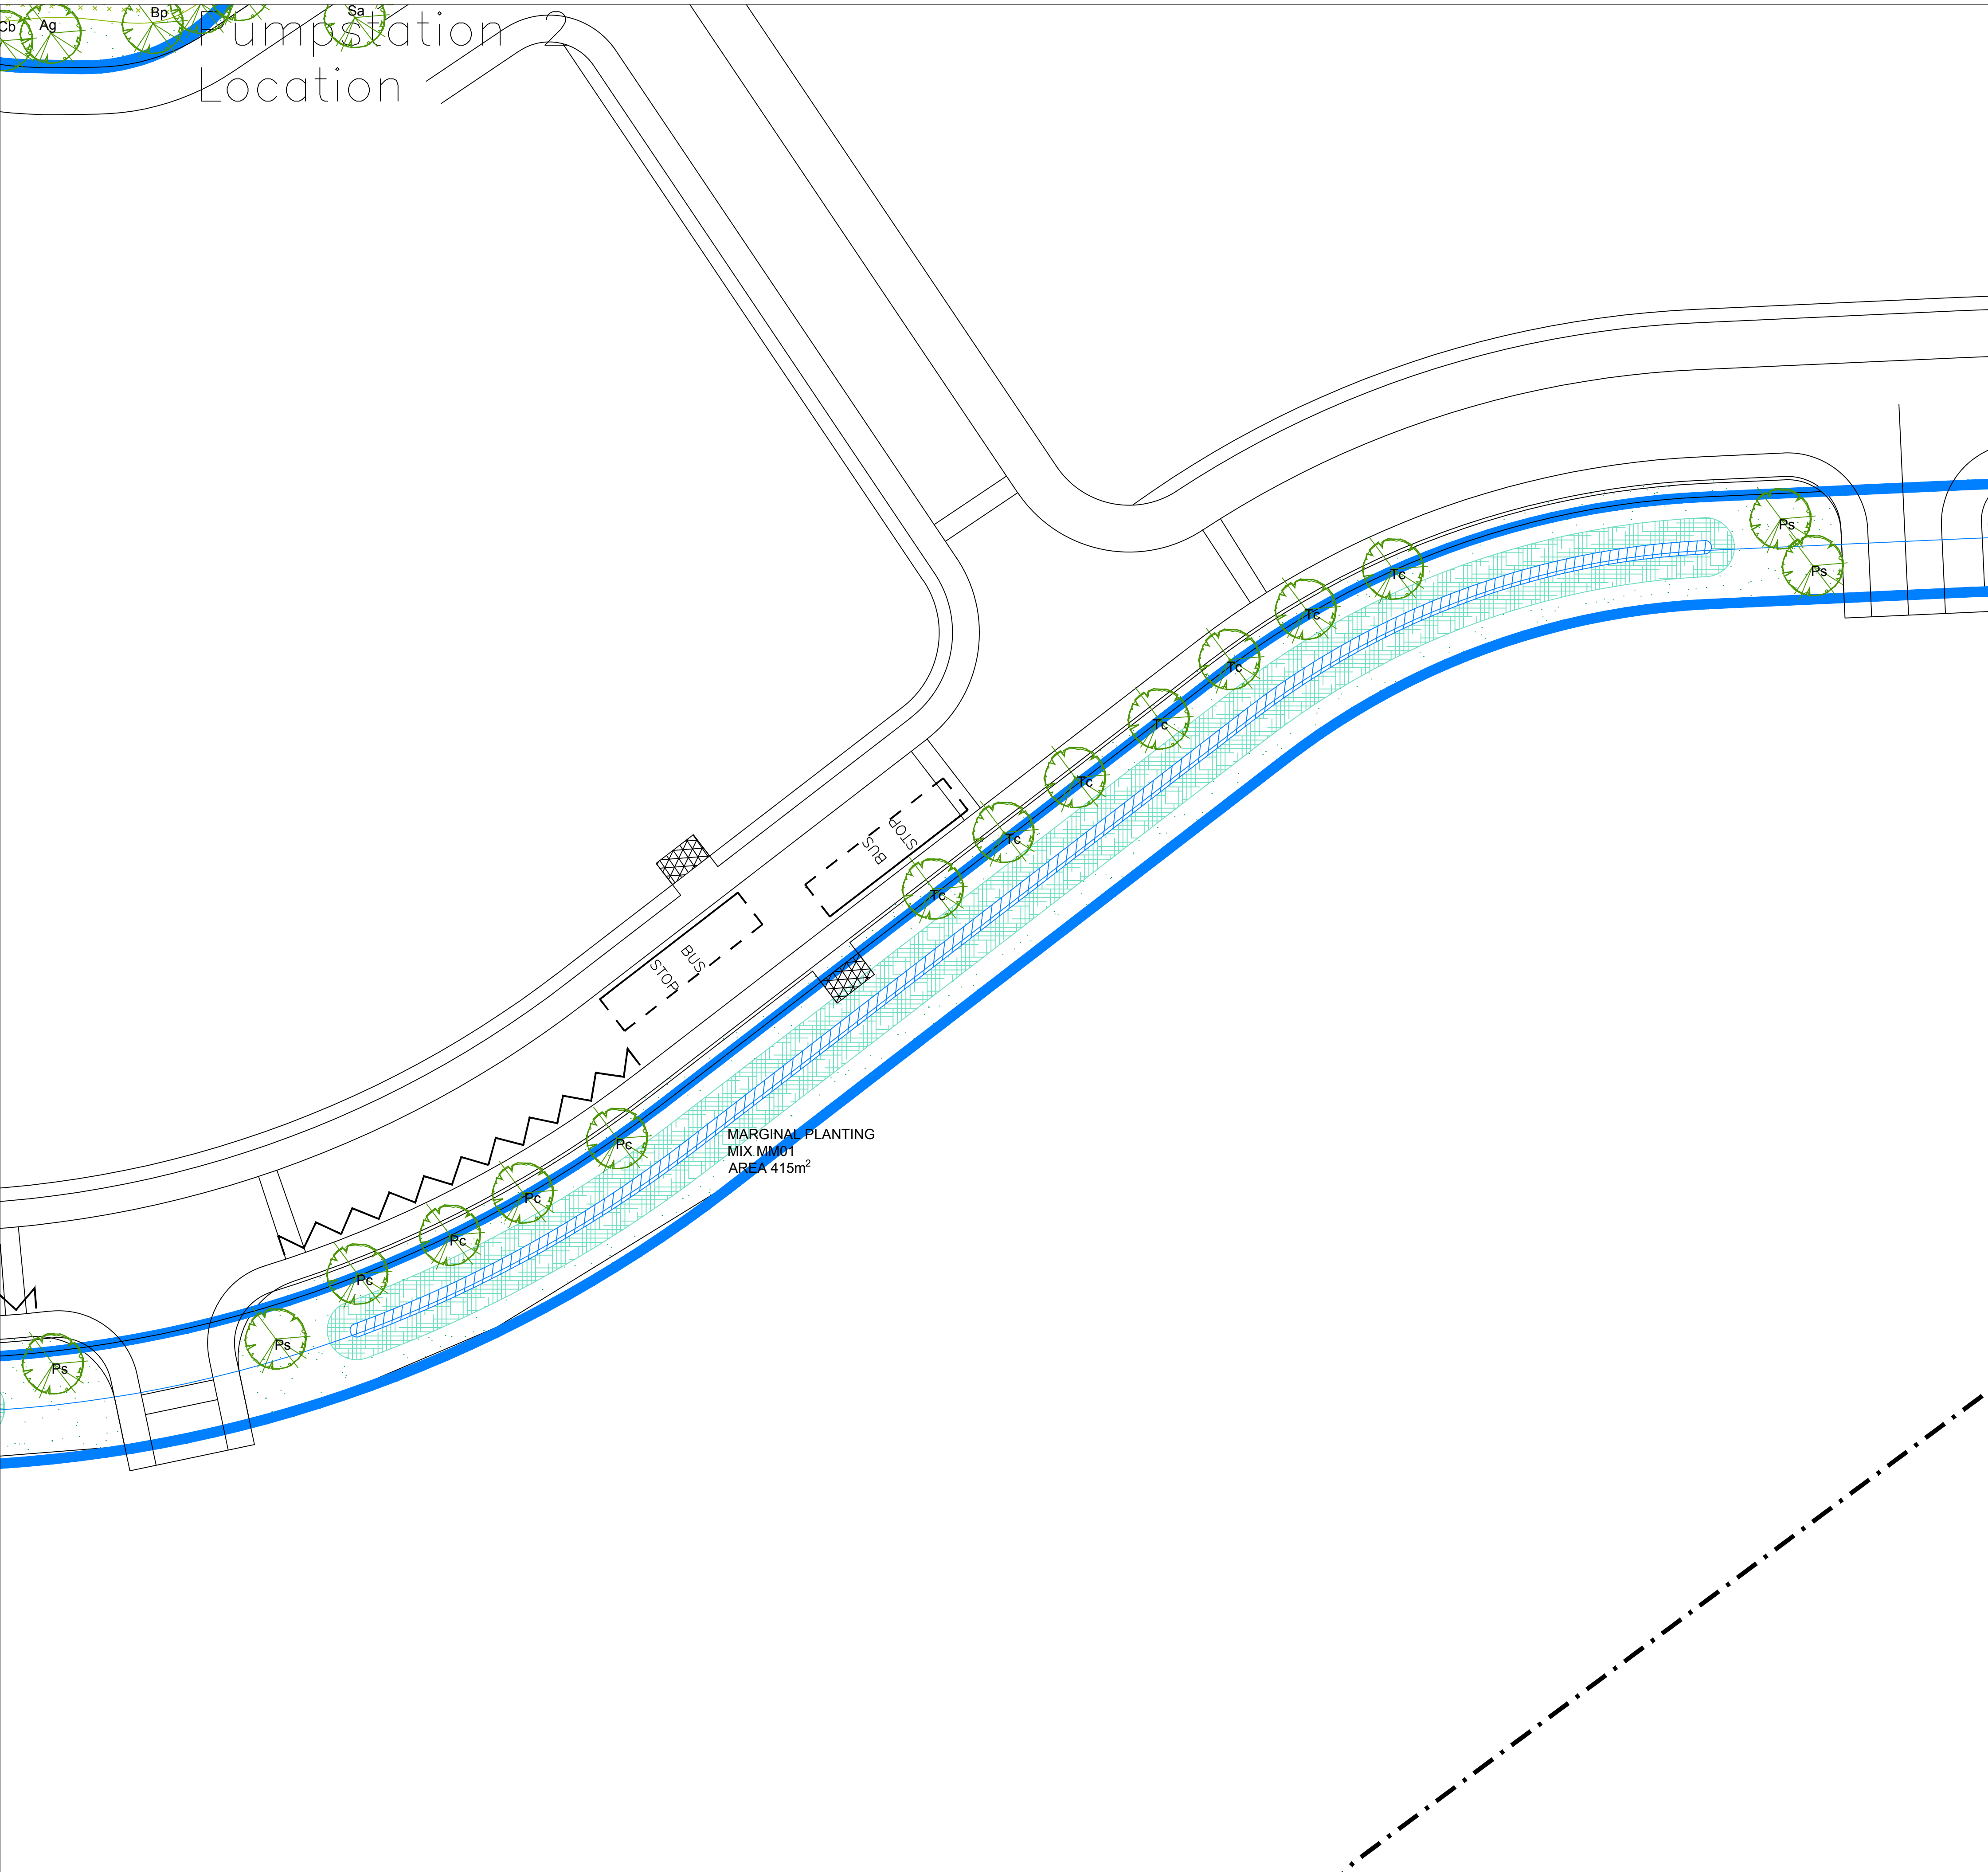 Cb
Ag
Bp
Sa
Pumpstation 2
Location
Ps
Ps
Tc
Tc
Tc
Tc
Tc
Tc
Tc
BUS
STOP
BUS
STOP
MARGINAL PLANTING
MIX MM01
AREA 415m²
Pc
Pc
Pc
Pc
Ps
Ps